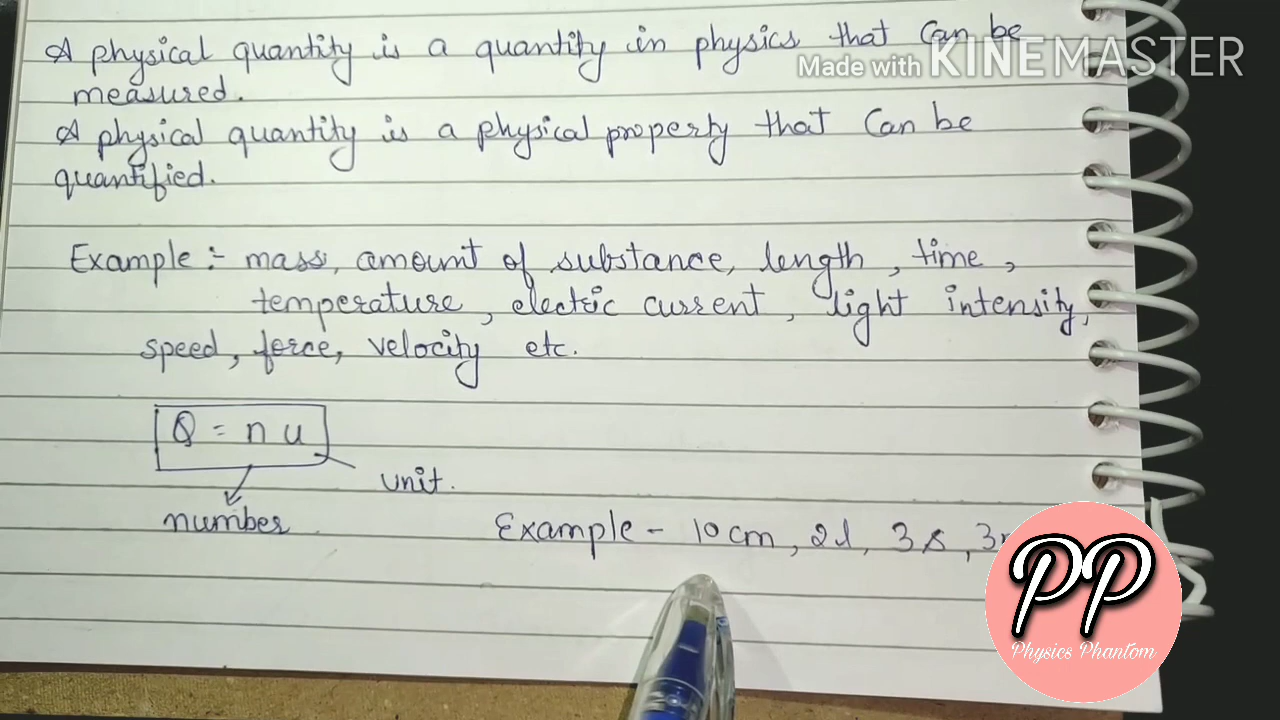 A physical quantity is a quantity in physics that can be
measured.
A physical quantity is a physical property that can be
quantified.
Example :- mass, amount of substance, length, time,
temperature, electric current, light intensity,
speed, force, velocity etc.
Q = n u
unit.
number
Example - 10 cm, 2l, 3s, 3
Made with KINEMASTER
PP
Physics Phantom